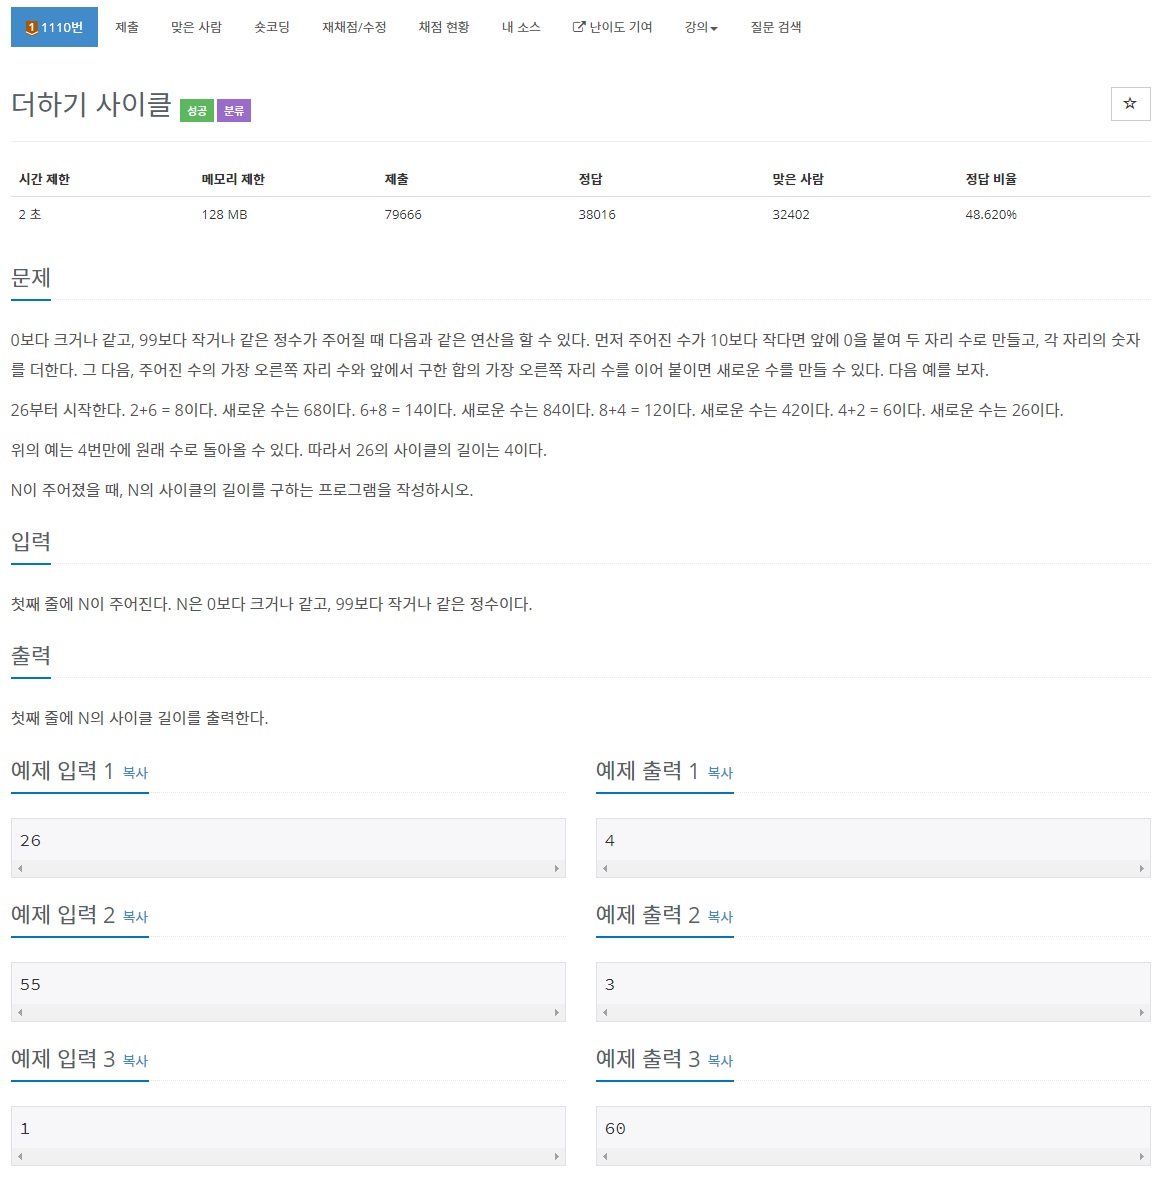 1 1110번 제출 맞은 사람 숏코딩 재채점/수정 채점 현황 내 소스 난이도 기여 강의 질문 검색
더하기 사이클 성공 분류
시간 제한 메모리 제한 제출 정답 맞은 사람 정답 비율
2 초 128 MB 79666 38016 32402 48.620%
문제
0보다 크거나 같고, 99보다 작거나 같은 정수가 주어질 때 다음과 같은 연산을 할 수 있다. 먼저 주어진 수가 10보다 작다면 앞에 0을 붙여 두 자리 수로 만들고, 각 자리의 숫자
를 더한다. 그 다음, 주어진 수의 가장 오른쪽 자리 수와 앞에서 구한 합의 가장 오른쪽 자리 수를 이어 붙이면 새로운 수를 만들 수 있다. 다음 예를 보자.
26부터 시작한다. 2+6 = 8이다. 새로운 수는 68이다. 6+8 = 14이다. 새로운 수는 84이다. 8+4 = 12이다. 새로운 수는 42이다. 4+2 = 6이다. 새로운 수는 26이다.
위의 예는 4번만에 원래 수로 돌아올 수 있다. 따라서 26의 사이클의 길이는 4이다.
N이 주어졌을 때, N의 사이클의 길이를 구하는 프로그램을 작성하시오.
입력
첫째 줄에 N이 주어진다. N은 0보다 크거나 같고, 99보다 작거나 같은 정수이다.
출력
첫째 줄에 N의 사이클 길이를 출력한다.
예제 입력 1 복사 예제 출력 1 복사
26 4
예제 입력 2 복사 예제 출력 2 복사
55 3
예제 입력 3 복사 예제 출력 3 복사
1 60